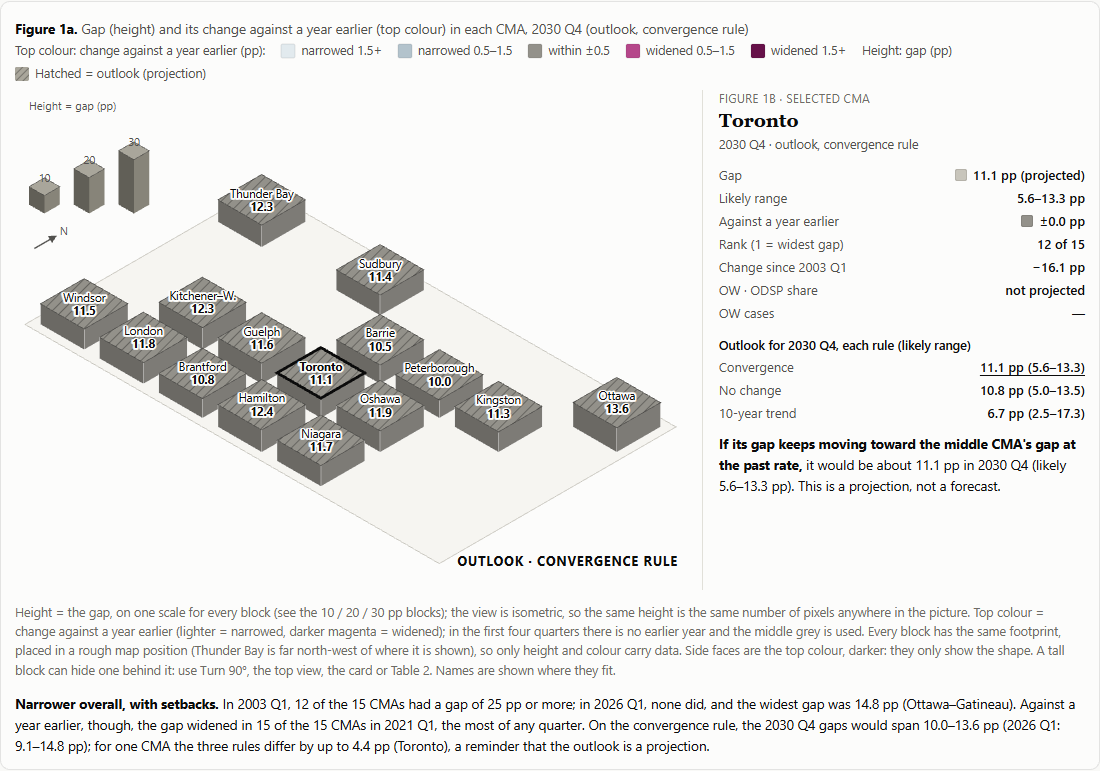 Figure 1a. Gap (height) and its change against a year earlier (top colour) in each CMA, 2030 Q4 (outlook, convergence rule)
Top colour: change against a year earlier (pp): narrowed 1.5+ narrowed 0.5–1.5 within ±0.5 widened 0.5–1.5 widened 1.5+ Height: gap (pp)
Hatched = outlook (projection)
Height = gap (pp)
10
20
30
N
Thunder Bay
12.3
Sudbury
11.4
Windsor
11.5
Kitchener–W.
12.3
London
11.8
Guelph
11.6
Barrie
10.5
Brantford
10.8
Toronto
11.1
Peterborough
10.0
Hamilton
12.4
Oshawa
11.9
Kingston
11.3
Ottawa
13.6
Niagara
11.7
OUTLOOK · CONVERGENCE RULE
FIGURE 1B · SELECTED CMA
Toronto
2030 Q4 · outlook, convergence rule
Gap 11.1 pp (projected)
Likely range 5.6–13.3 pp
Against a year earlier ±0.0 pp
Rank (1 = widest gap) 12 of 15
Change since 2003 Q1 −16.1 pp
OW · ODSP share not projected
OW cases —
Outlook for 2030 Q4, each rule (likely range)
Convergence 11.1 pp (5.6–13.3)
No change 10.8 pp (5.0–13.5)
10-year trend 6.7 pp (2.5–17.3)
If its gap keeps moving toward the middle CMA's gap at
the past rate, it would be about 11.1 pp in 2030 Q4 (likely
5.6–13.3 pp). This is a projection, not a forecast.
Height = the gap, on one scale for every block (see the 10 / 20 / 30 pp blocks); the view is isometric, so the same height is the same number of pixels anywhere in the picture. Top colour =
change against a year earlier (lighter = narrowed, darker magenta = widened); in the first four quarters there is no earlier year and the middle grey is used. Every block has the same footprint,
placed in a rough map position (Thunder Bay is far north-west of where it is shown), so only height and colour carry data. Side faces are the top colour, darker: they only show the shape. A tall
block can hide one behind it: use Turn 90°, the top view, the card or Table 2. Names are shown where they fit.
Narrower overall, with setbacks. In 2003 Q1, 12 of the 15 CMAs had a gap of 25 pp or more; in 2026 Q1, none did, and the widest gap was 14.8 pp (Ottawa–Gatineau). Against a
year earlier, though, the gap widened in 15 of the 15 CMAs in 2021 Q1, the most of any quarter. On the convergence rule, the 2030 Q4 gaps would span 10.0–13.6 pp (2026 Q1:
9.1–14.8 pp); for one CMA the three rules differ by up to 4.4 pp (Toronto), a reminder that the outlook is a projection.